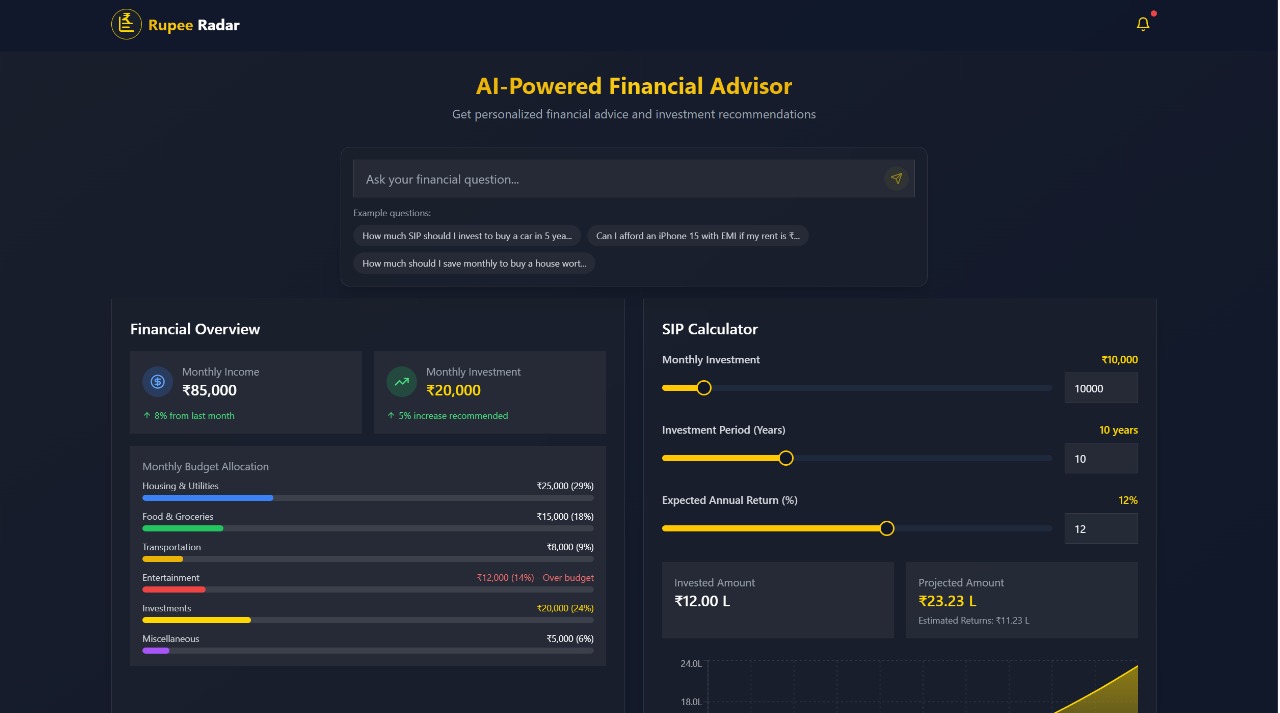 Rupee Radar
AI-Powered Financial Advisor
Get personalized financial advice and investment recommendations
Ask your financial question...
Example questions:
How much SIP should I invest to buy a car in 5 yea...
Can I afford an iPhone 15 with EMI if my rent is ₹...
How much should I save monthly to buy a house wort...
Financial Overview
Monthly Income
₹85,000
↑ 8% from last month
Monthly Investment
₹20,000
↑ 5% increase recommended
Monthly Budget Allocation
Housing & Utilities ₹25,000 (29%)
Food & Groceries ₹15,000 (18%)
Transportation ₹8,000 (9%)
Entertainment ₹12,000 (14%) Over budget
Investments ₹20,000 (24%)
Miscellaneous ₹5,000 (6%)
SIP Calculator
Monthly Investment ₹10,000
10000
Investment Period (Years) 10 years
10
Expected Annual Return (%) 12%
12
Invested Amount
₹12.00 L
Projected Amount
₹23.23 L
Estimated Returns: ₹11.23 L
24.0L
18.0L